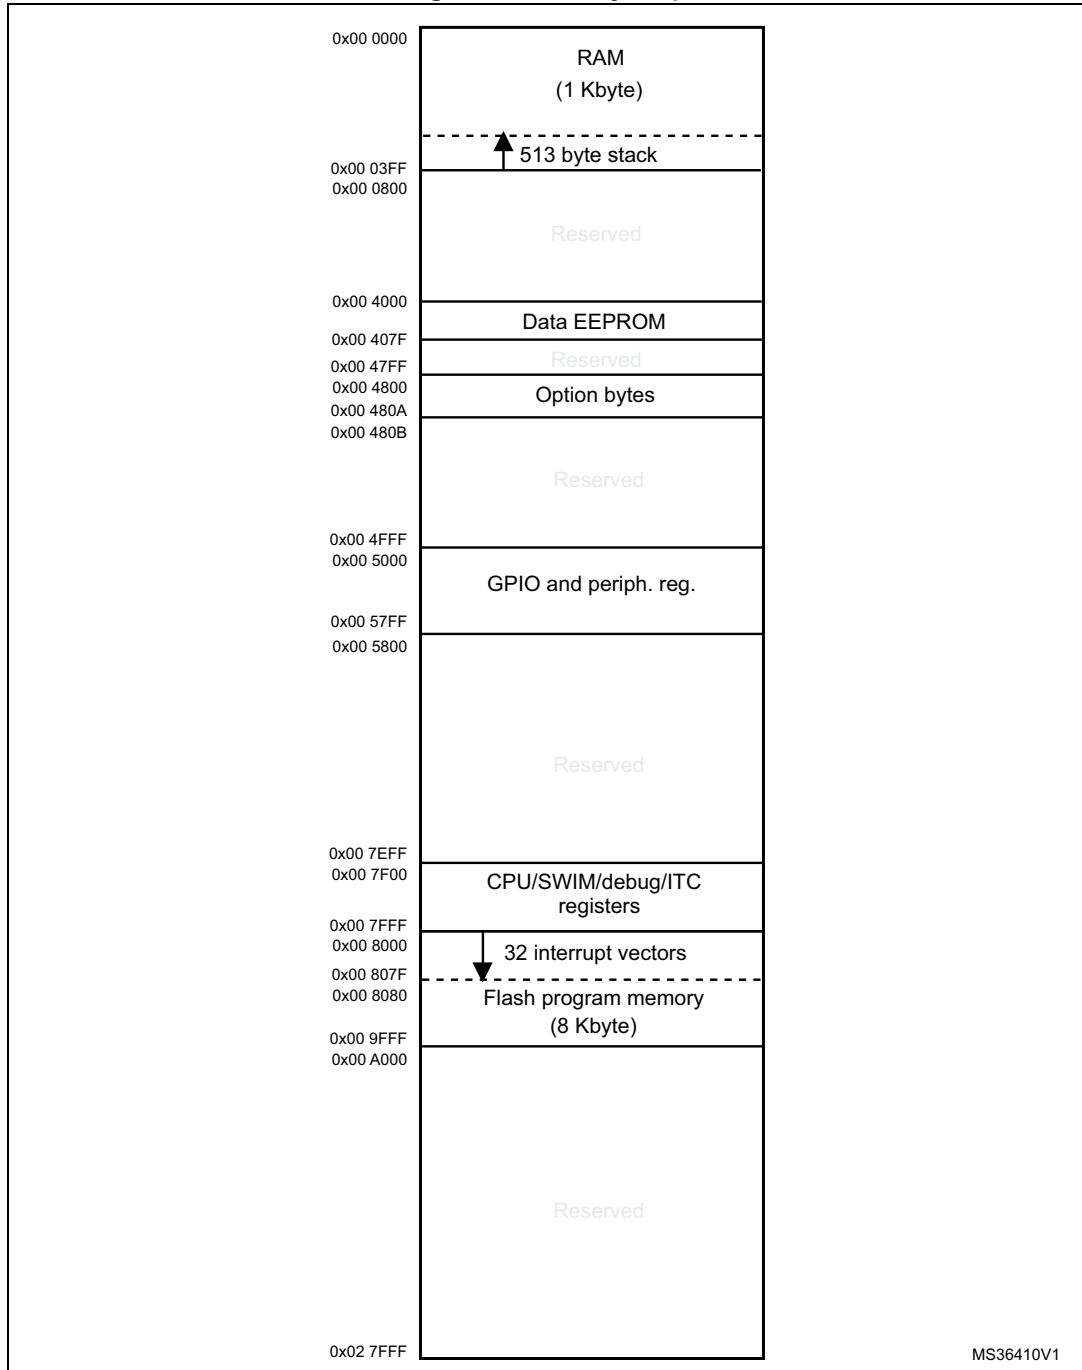 0x00 0000
RAM
(1 Kbyte)
513 byte stack
0x00 03FF
0x00 0800
Reserved
0x00 4000
Data EEPROM
0x00 407F
Reserved
0x00 47FF
0x00 4800
Option bytes
0x00 480A
0x00 480B
Reserved
0x00 4FFF
0x00 5000
GPIO and periph. reg.
0x00 57FF
0x00 5800
Reserved
0x00 7EFF
0x00 7F00
CPU/SWIM/debug/ITC
registers
0x00 7FFF
0x00 8000
32 interrupt vectors
0x00 807F
0x00 8080
Flash program memory
(8 Kbyte)
0x00 9FFF
0x00 A000
Reserved
0x02 7FFF
MS36410V1